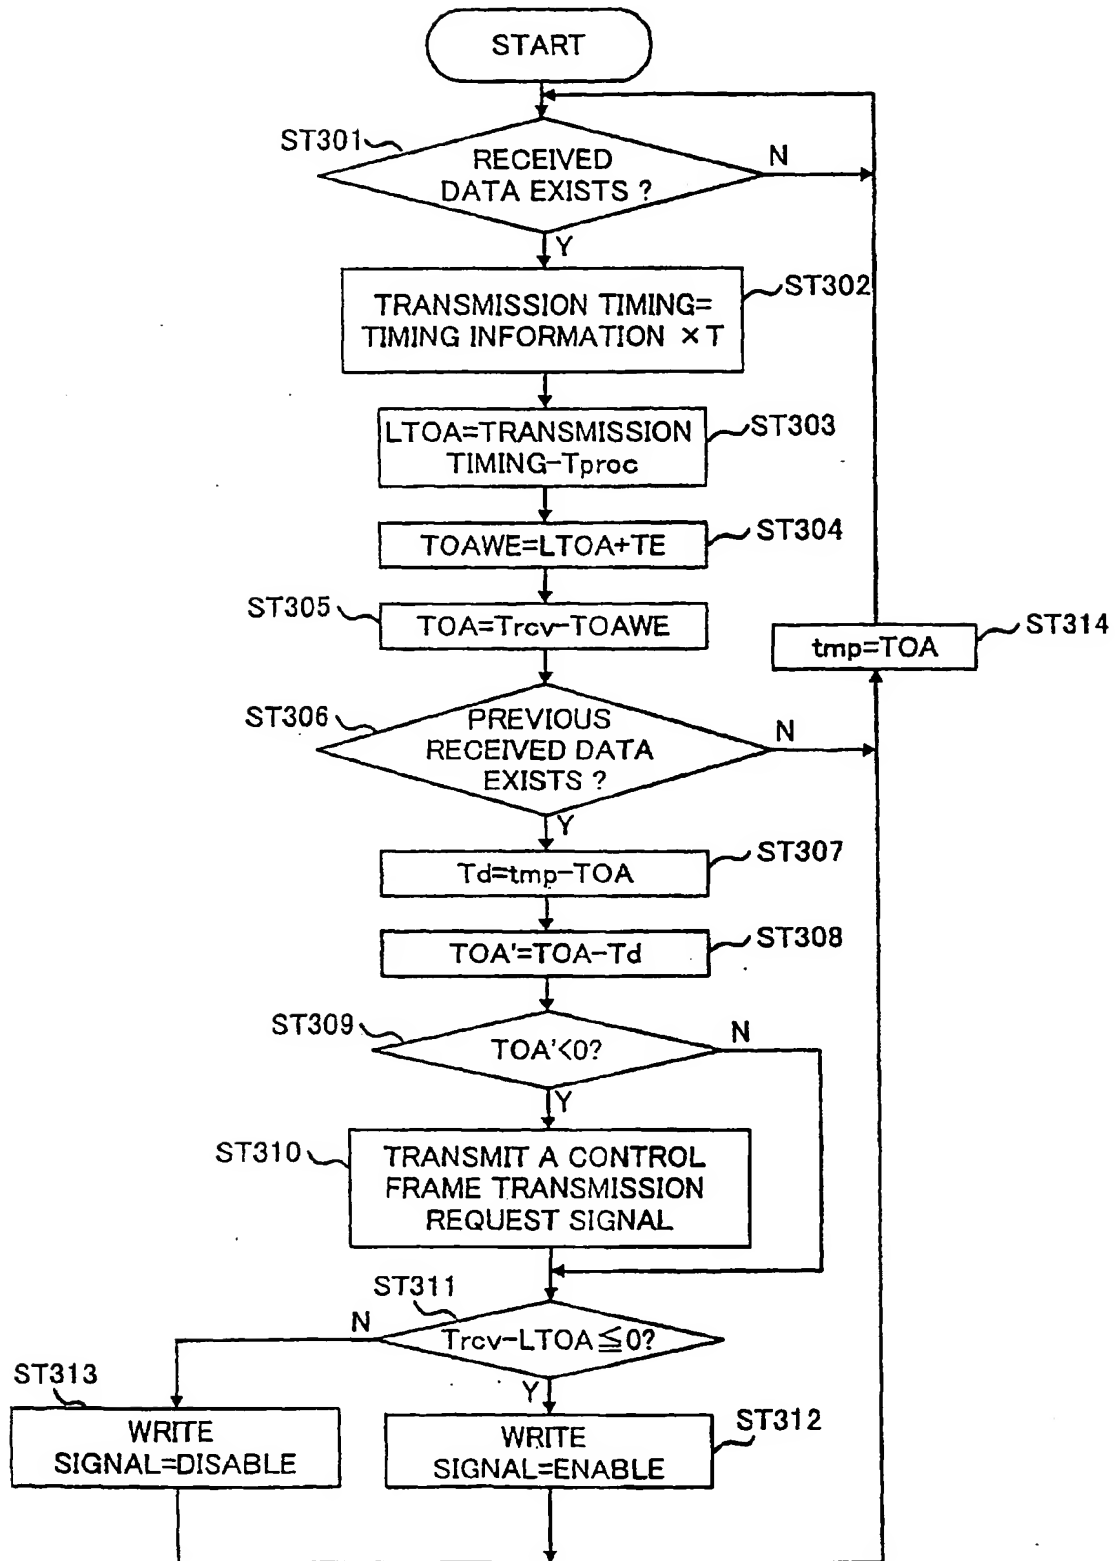 START
ST301
RECEIVED
DATA EXISTS ?
N
Y
TRANSMISSION TIMING=
TIMING INFORMATION ×T
ST302
LTOA=TRANSMISSION
TIMING-Tproc
ST303
TOAWE=LTOA+TE
ST304
ST305
TOA=Trcv-TOAWE
tmp=TOA
ST314
ST306
PREVIOUS
RECEIVED DATA
EXISTS ?
N
Y
Td=tmp-TOA
ST307
TOA'=TOA-Td
ST308
ST309
TOA'<0?
N
Y
ST310
TRANSMIT A CONTROL
FRAME TRANSMISSION
REQUEST SIGNAL
ST311
Trcv-LTOA≦0?
N
Y
ST313
WRITE
SIGNAL=DISABLE
WRITE
SIGNAL=ENABLE
ST312